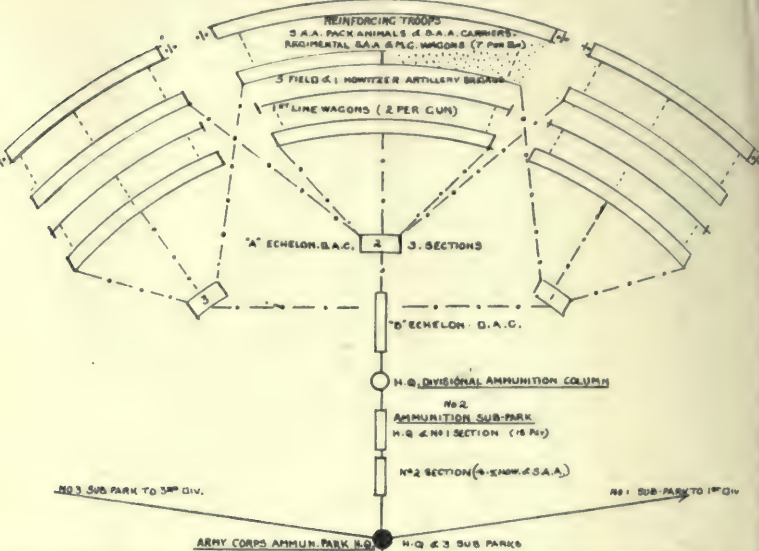 REINFORCING TROOPS
S.A.A. PACK ANIMALS & S.A.A. CARRIERS.
REGIMENTAL S.A.A & M.G. WAGONS (7 PER BN)
3 FIELD & 1 HOWITZER ARTILLERY BRIGADE
1ST LINE WAGONS (2 PER GUN)
"A" ECHELON. D.A.C. 2 3. SECTIONS
3 1
"B" ECHELON. D.A.C.
H.Q. DIVISIONAL AMMUNITION COLUMN
No 2
AMMUNITION SUB-PARK
H.Q & No 1 SECTION (18 Pdr)
No 2 SECTION (4.5 HOW. & S.A.A.)
NO 3 SUB PARK TO 3RD DIV. NO 1 SUB-PARK TO 1ST DIV
ARMY CORPS AMMUN. PARK H.Q. H.Q & 3 SUB PARKS